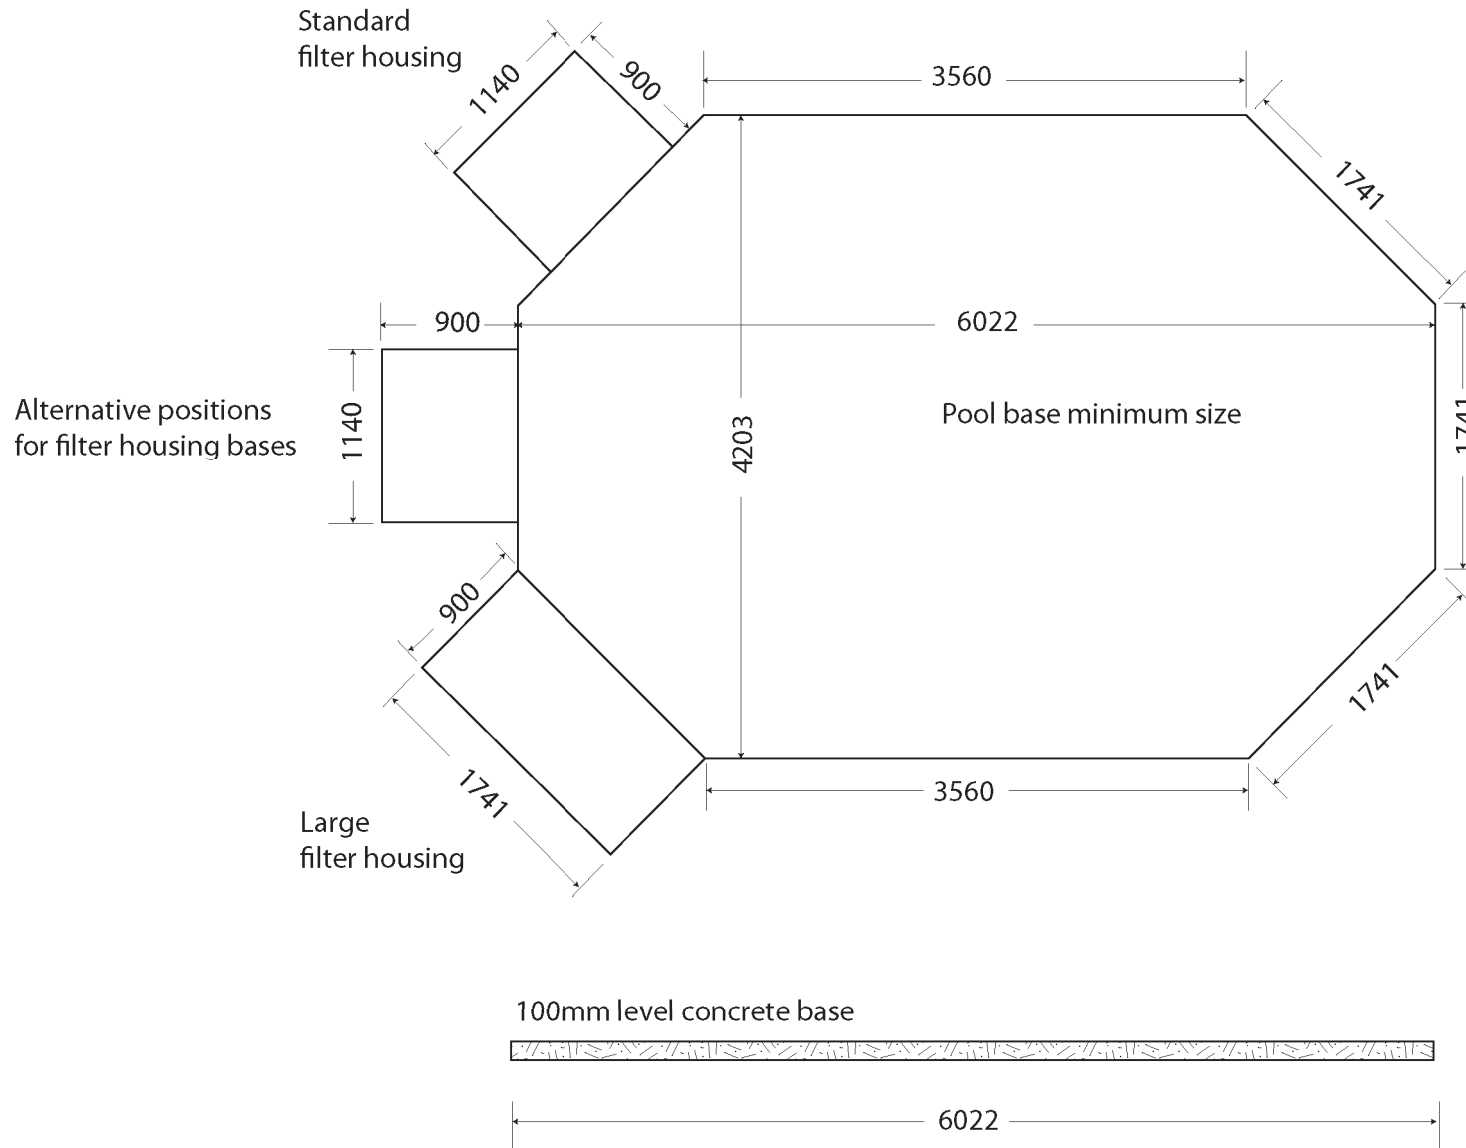 Standard
filter housing
1140
900
3560
1741
900
6022
Alternative positions
for filter housing bases
1140
4203
Pool base minimum size
1741
900
1741
1741
3560
Large
filter housing
100mm level concrete base
6022